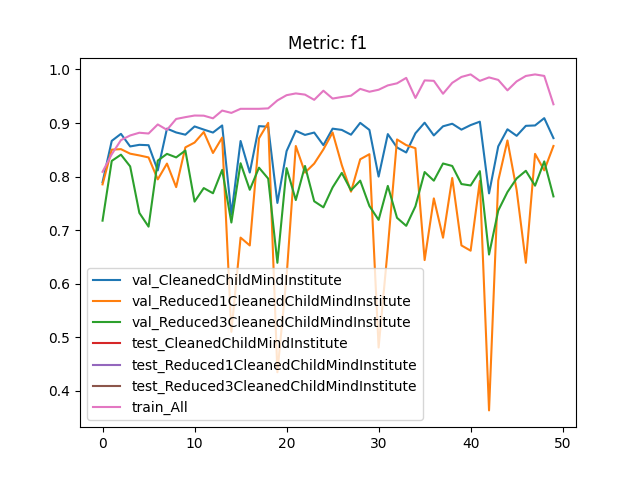 Metric: f1
1.0
0.9
0.8
0.7
0.6
0.5
0.4
val_CleanedChildMindInstitute
val_Reduced1CleanedChildMindInstitute
val_Reduced3CleanedChildMindInstitute
test_CleanedChildMindInstitute
test_Reduced1CleanedChildMindInstitute
test_Reduced3CleanedChildMindInstitute
train_All
0 10 20 30 40 50